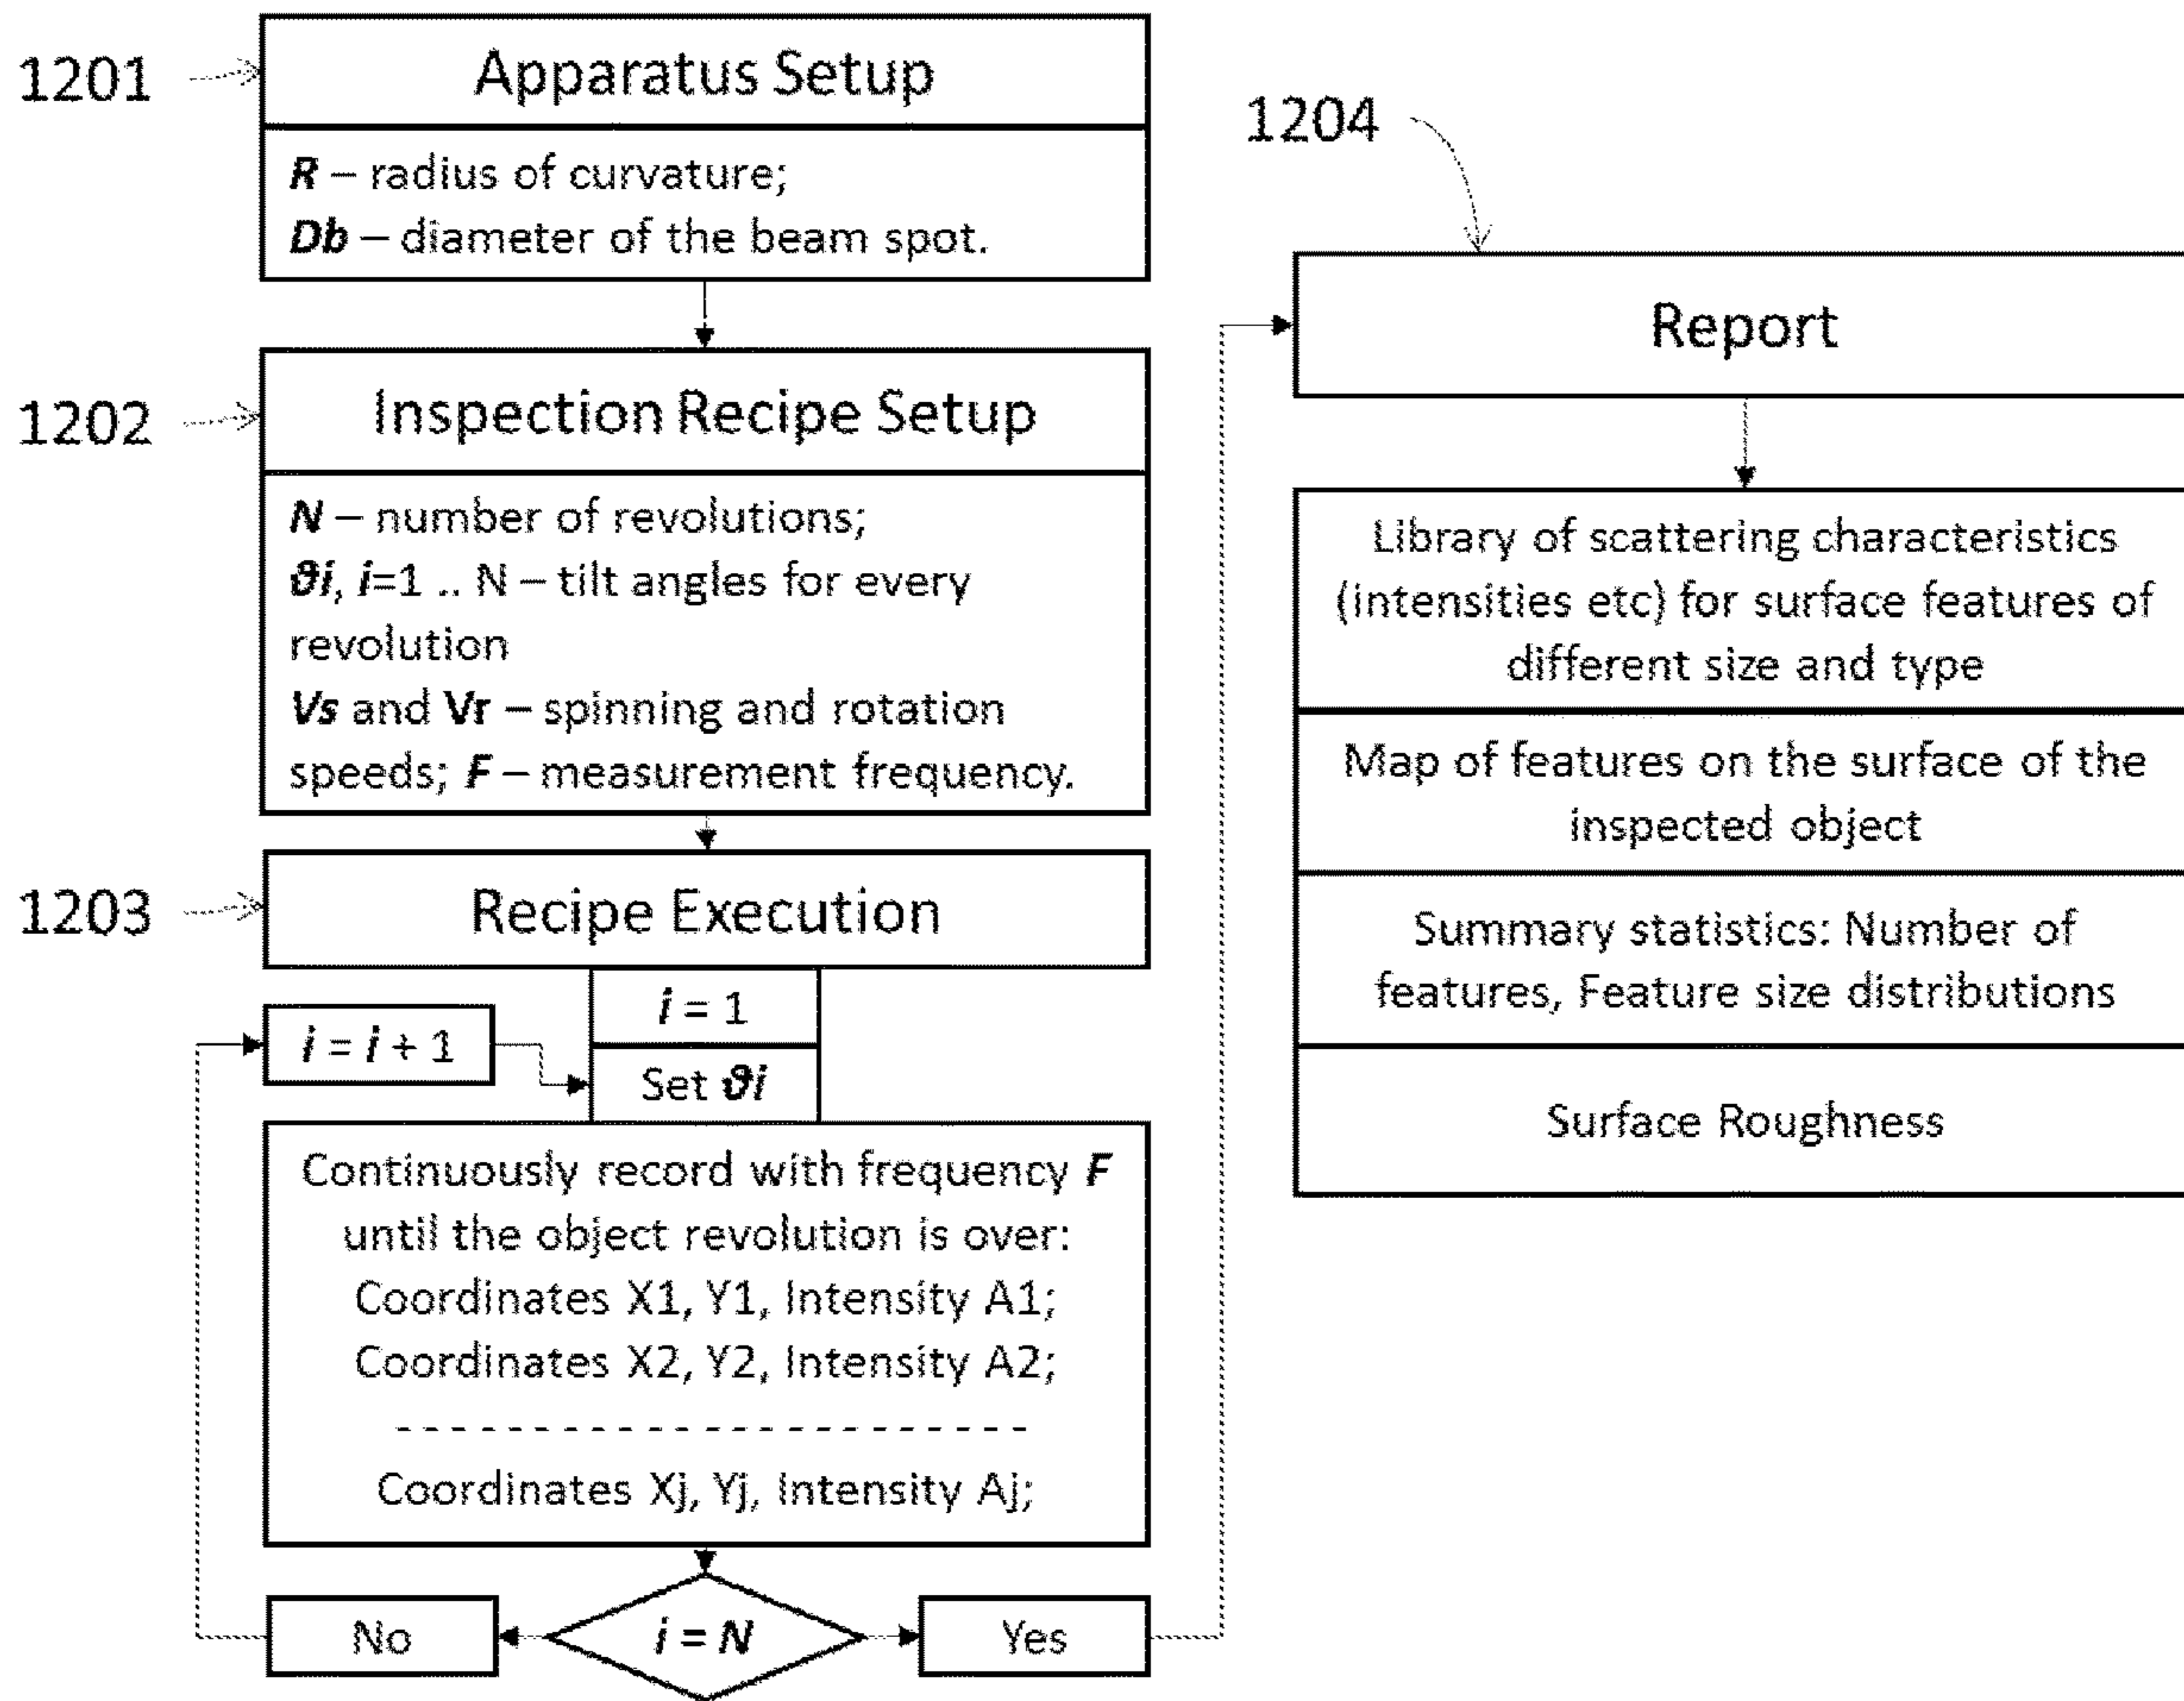 1201
Apparatus Setup
R – radius of curvature;
Db – diameter of the beam spot.
1202
Inspection Recipe Setup
N – number of revolutions;
ϑi, i=1 .. N – tilt angles for every
revolution
Vs and Vr – spinning and rotation
speeds; F – measurement frequency.
1203
Recipe Execution
i = 1
i = i + 1
Set ϑi
Continuously record with frequency F
until the object revolution is over:
Coordinates X1, Y1, Intensity A1;
Coordinates X2, Y2, Intensity A2;
- - - - - - - - - - - - - - - - - - - - - - -
Coordinates Xj, Yj, Intensity Aj;
No
i = N
Yes
1204
Report
Library of scattering characteristics
(intensities etc) for surface features of
different size and type
Map of features on the surface of the
inspected object
Summary statistics: Number of
features, Feature size distributions
Surface Roughness